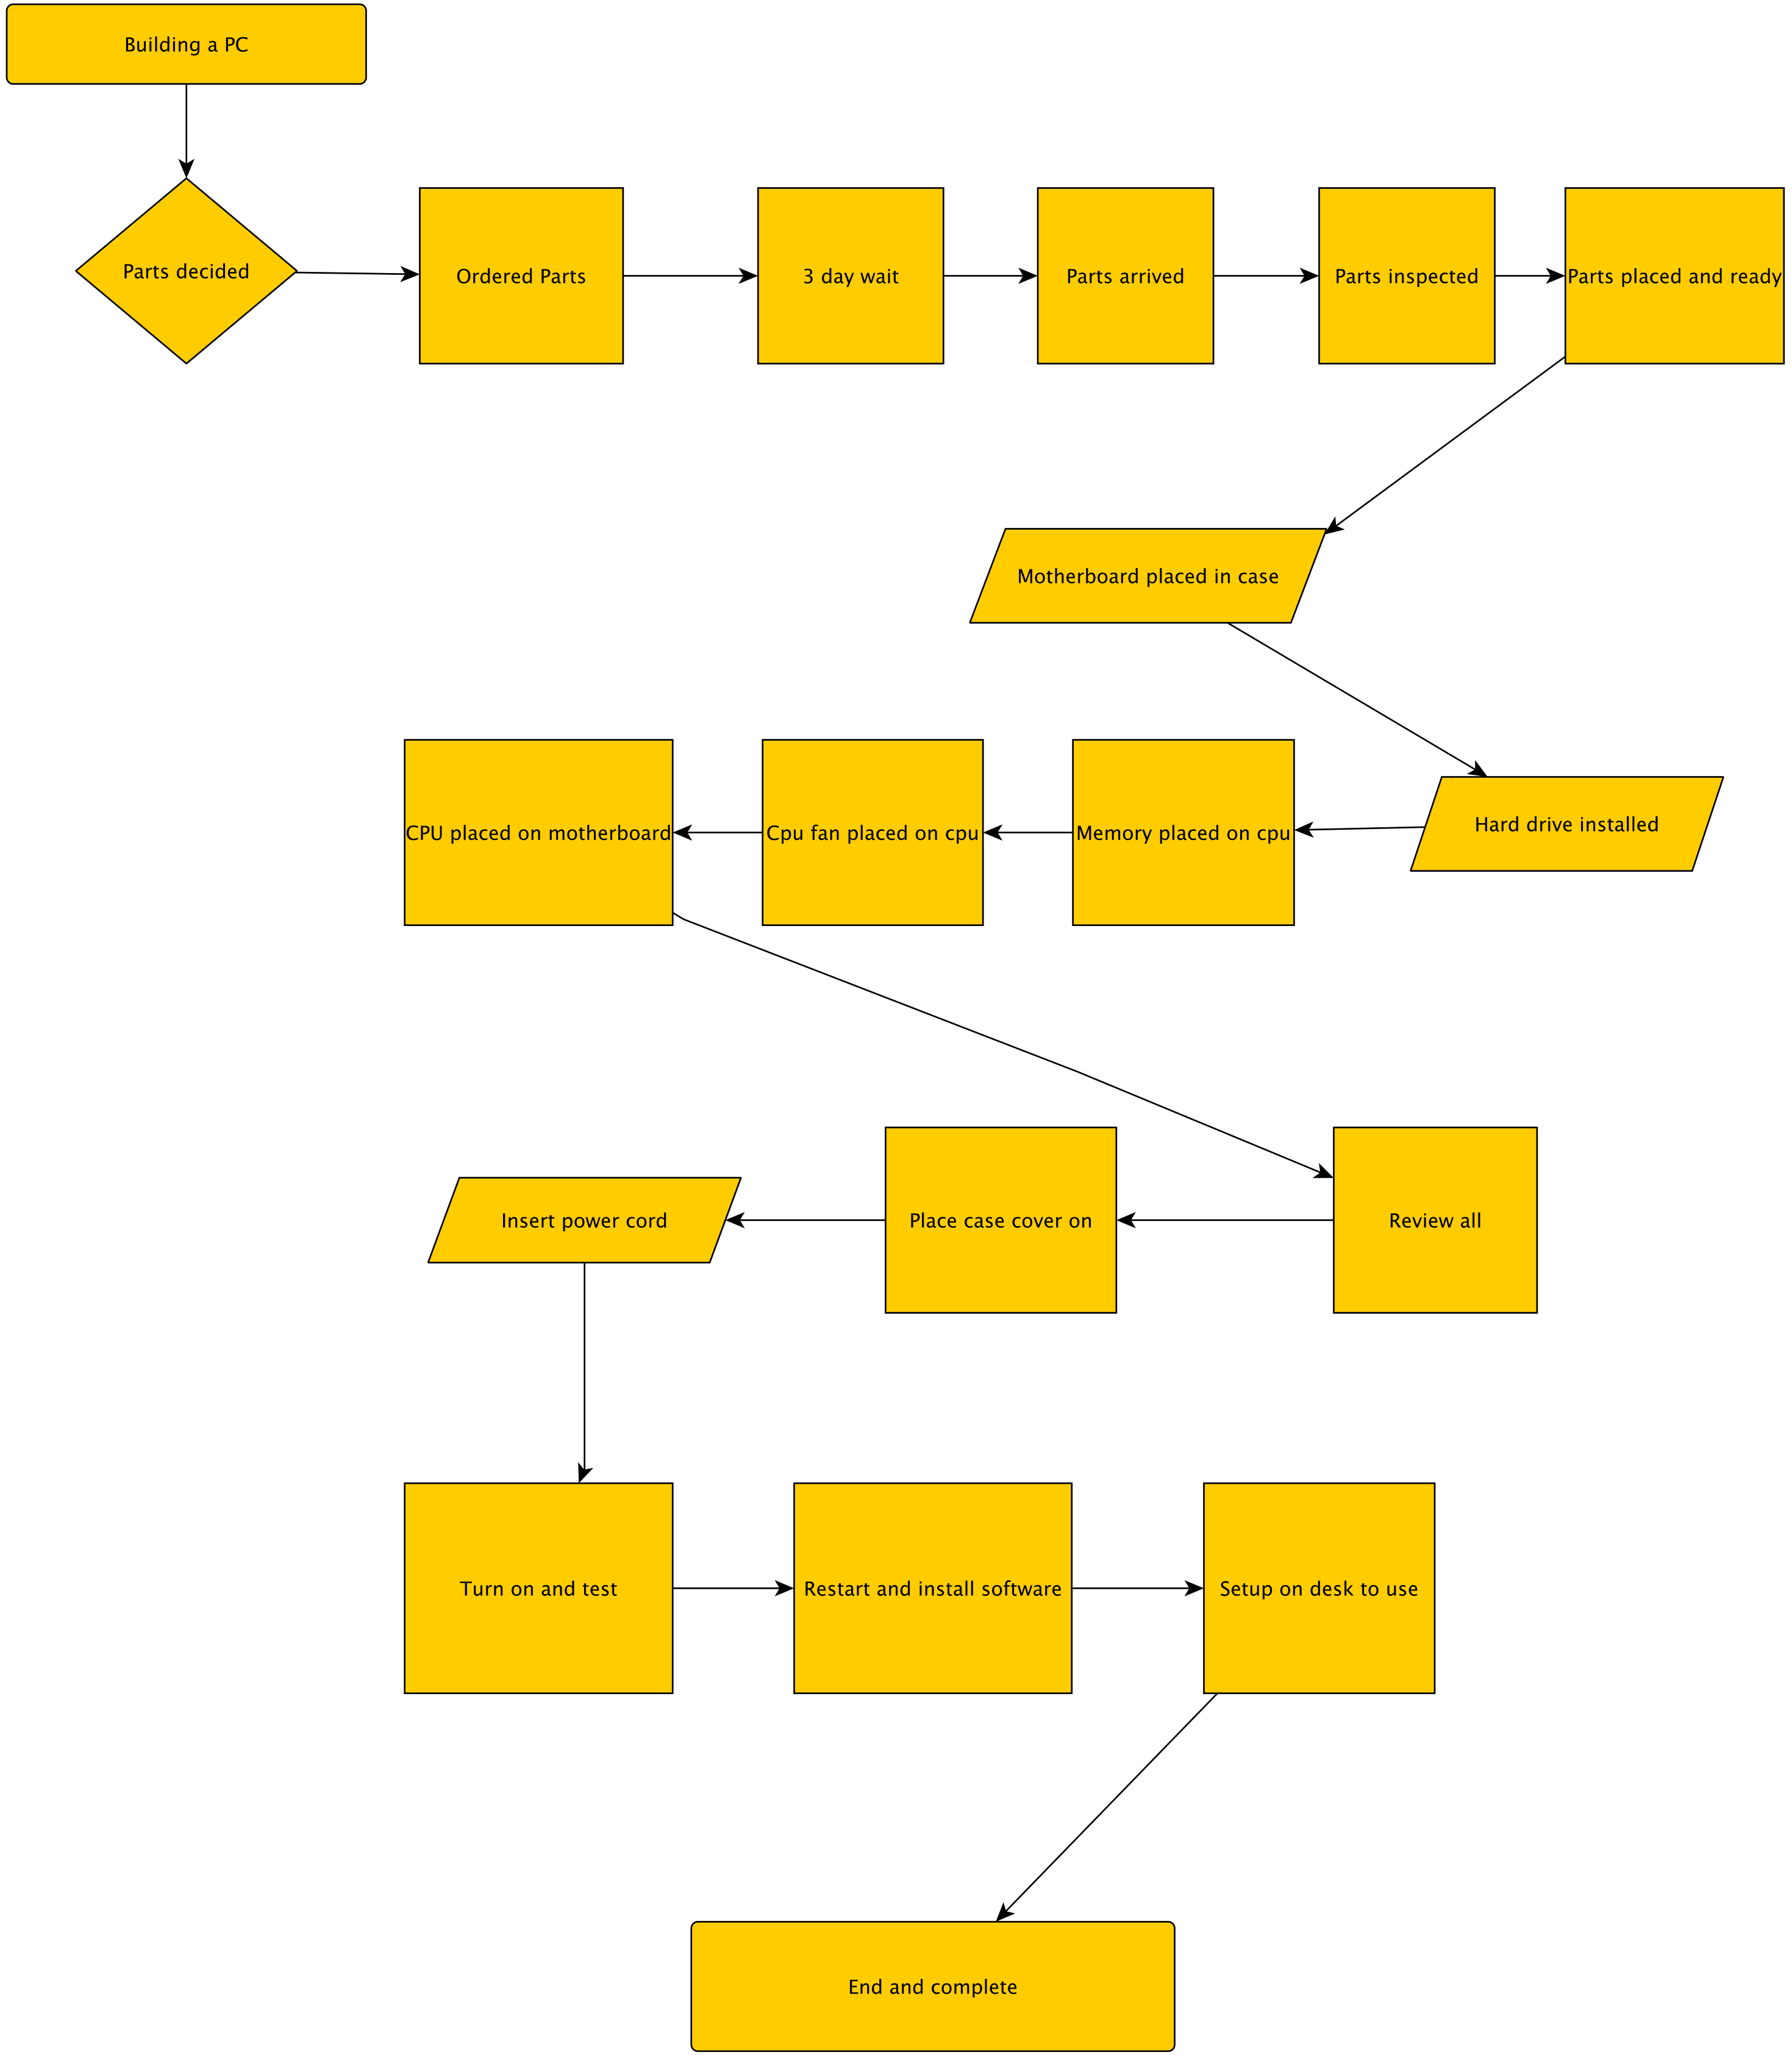 Building a PC
Parts decided
Ordered Parts
3 day wait
Parts arrived
Parts inspected
Parts placed and ready
Motherboard placed in case
Hard drive installed
Memory placed on cpu
Cpu fan placed on cpu
CPU placed on motherboard
Review all
Place case cover on
Insert power cord
Turn on and test
Restart and install software
Setup on desk to use
End and complete